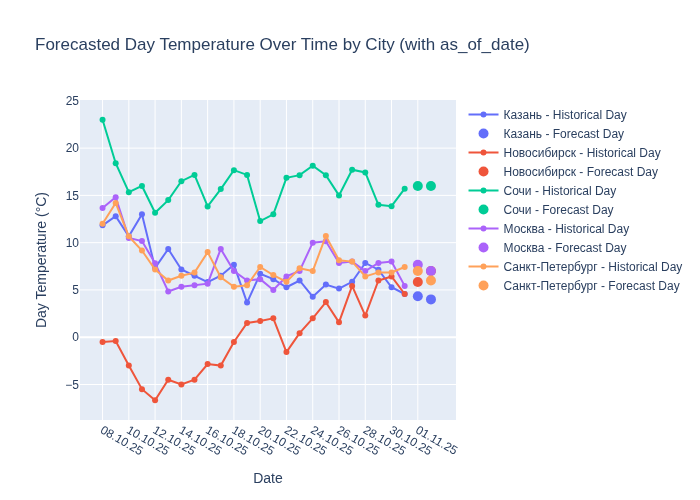 Forecasted Day Temperature Over Time by City (with as_of_date)
25
20
15
10
5
0
−5
Day Temperature (°C)
08.10.25
10.10.25
12.10.25
14.10.25
16.10.25
18.10.25
20.10.25
22.10.25
24.10.25
26.10.25
28.10.25
30.10.25
01.11.25
Date
Казань - Historical Day
Казань - Forecast Day
Новосибирск - Historical Day
Новосибирск - Forecast Day
Сочи - Historical Day
Сочи - Forecast Day
Москва - Historical Day
Москва - Forecast Day
Санкт-Петербург - Historical Day
Санкт-Петербург - Forecast Day